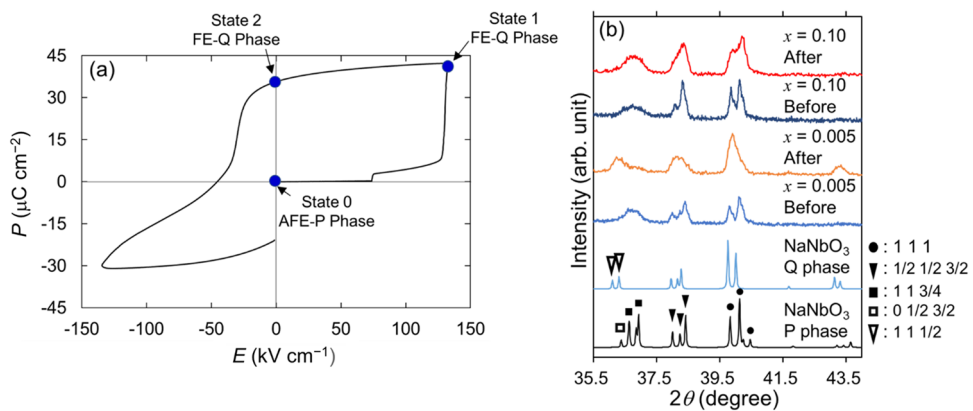 State 2
FE-Q Phase
State 1
FE-Q Phase
(a)
45
30
15
0
-15
-30
-45
P (μC cm⁻²)
State 0
AFE-P Phase
-150
-100
-50
0
50
100
150
E (kV cm⁻¹)
(b)
Intensity (arb. unit)
x = 0.10
After
x = 0.10
Before
x = 0.005
After
x = 0.005
Before
NaNbO₃
Q phase
NaNbO₃
P phase
● : 1 1 1
▼ : 1/2 1/2 3/2
■ : 1 1 3/4
□ : 0 1/2 3/2
▽ : 1 1 1/2
35.5
37.5
39.5
41.5
43.5
2θ (degree)